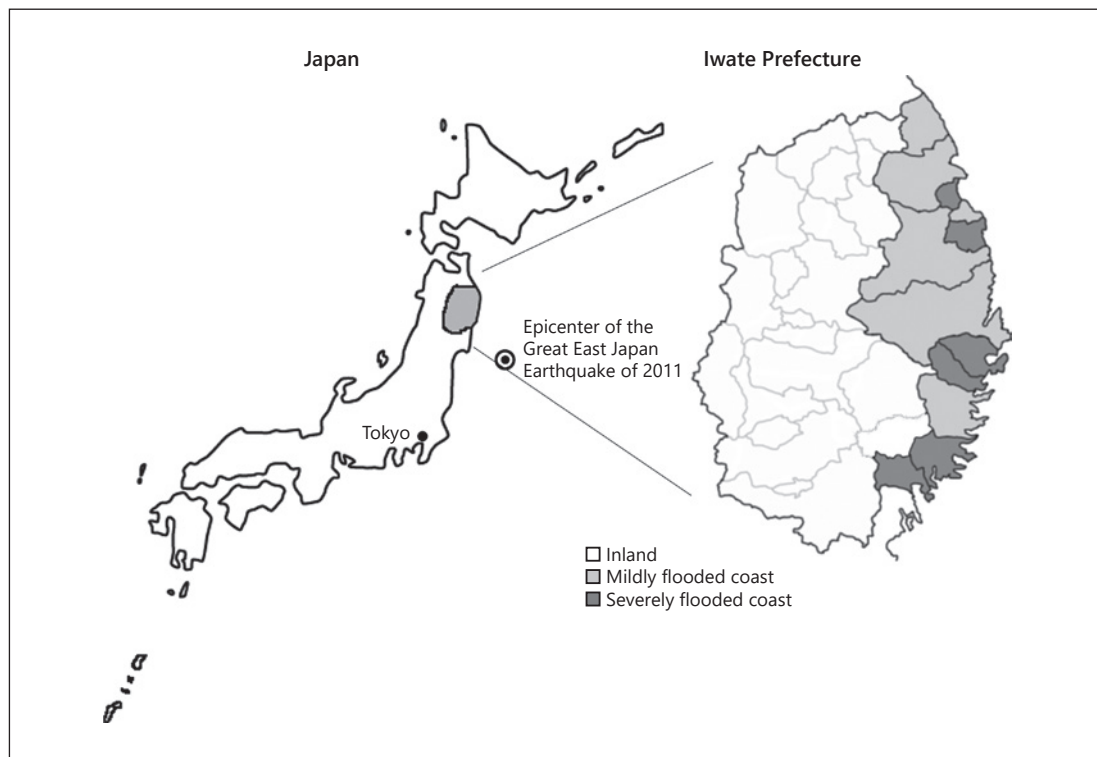 Japan
Iwate Prefecture
Epicenter of the
Great East Japan
Earthquake of 2011
Tokyo
Inland
Mildly flooded coast
Severely flooded coast